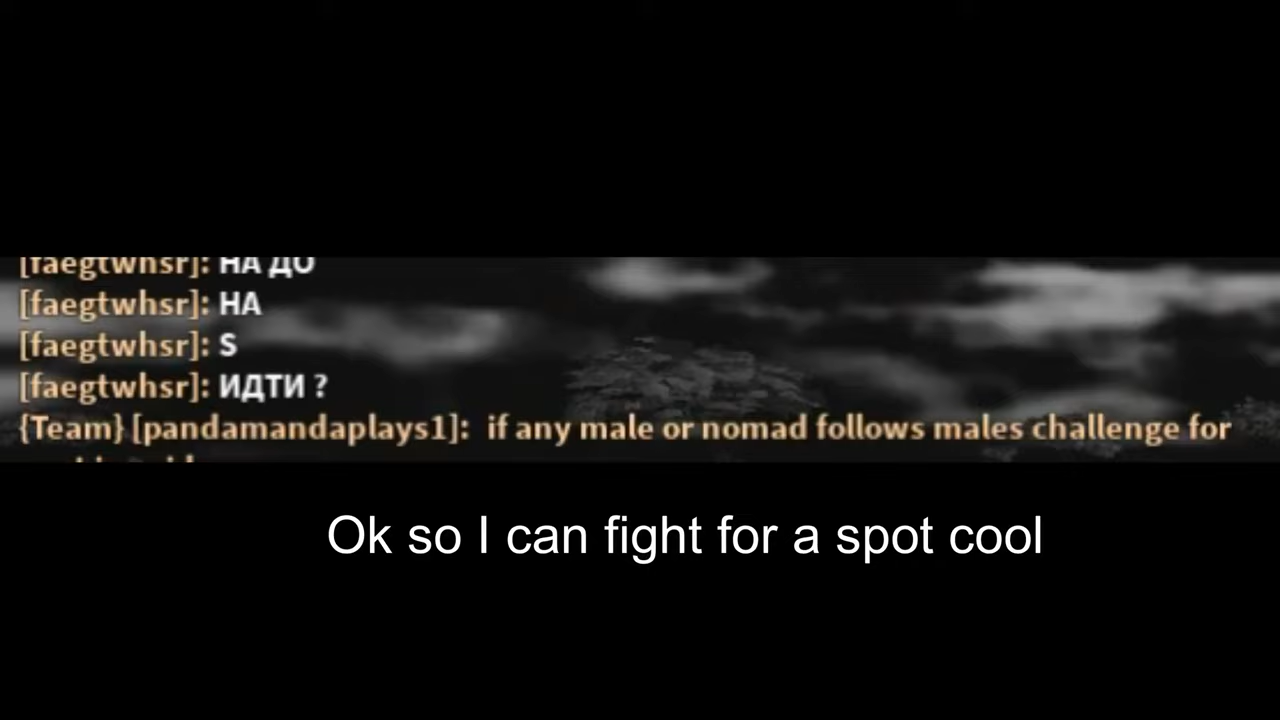 [faegtwhsr]: НА ДО
[faegtwhsr]: НА
[faegtwhsr]: S
[faegtwhsr]: ИДТИ ?
{Team} [pandamandaplays1]: if any male or nomad follows males challenge for
Ok so I can fight for a spot cool